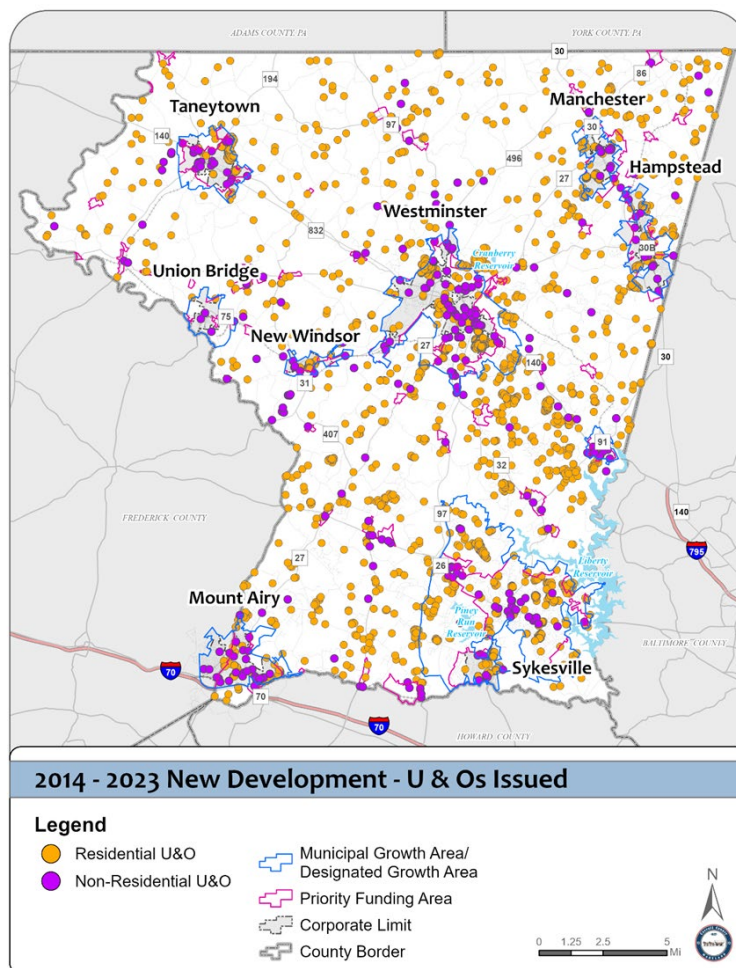 ADAMS COUNTY, PA
YORK COUNTY, PA
30
194
86
Taneytown
Manchester
97
140
30
496
Hampstead
27
Westminster
832
Cranberry
Reservoir
30B
Union Bridge
75
New Windsor
27
30
140
31
407
91
32
FREDERICK COUNTY
97
140
795
27
26
Liberty
Reservoir
Mount Airy
Piney
Run
Reservoir
BALTIMORE COUNTY
Sykesville
70
70
70
HOWARD COUNTY
2014 - 2023 New Development - U & Os Issued
Legend
Residential U&O
Non-Residential U&O
Municipal Growth Area/
Designated Growth Area
Priority Funding Area
Corporate Limit
County Border
N
0 1.25 2.5 5
Mi